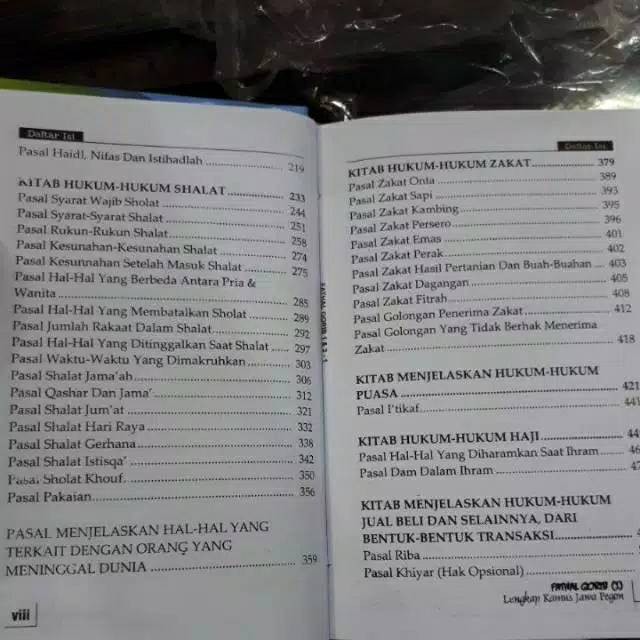 Daftar Isi
Pasal Haidl, Nifas Dan Istihadlah ........................ 219
KITAB HUKUM-HUKUM SHALAT ................ 233
Pasal Syarat Wajib Sholat ................................ 244
Pasal Syarat-Syarat Shalat ................................ 251
Pasal Rukun-Rukun Shalat ................................ 258
Pasal Kesunahan-Kesunahan Shalat .................... 274
Pasal Kesunnahan Setelah Masuk Shalat ............. 275
Pasal Hal-Hal Yang Berbeda Antara Pria &
Wanita ................................ 285
Pasal Hal-Hal Yang Membatalkan Sholat ............ 289
Pasal Jumlah Rakaat Dalam Shalat ..................... 292
Pasal Hal-Hal Yang Ditinggalkan Saat Shalat ..... 297
Pasal Waktu-Waktu Yang Dimakruhkan ............ 303
Pasal Shalat Jama'ah ................................ 306
Pasal Qashar Dan Jama' ................................ 312
Pasal Shalat Jum'at ................................ 321
Pasal Shalat Hari Raya ................................ 332
Pasal Shalat Gerhana ................................ 338
Pasal Shalat Istisqa' ................................ 342
Pasal Sholat Khouf ................................ 350
Pasal Pakaian ................................ 356
PASAL MENJELASKAN HAL-HAL YANG
TERKAIT DENGAN ORANG YANG
MENINGGAL DUNIA ................................ 359
viii
Daftar Isi
KITAB HUKUM-HUKUM ZAKAT ................ 379
Pasal Zakat Onta ................................ 389
Pasal Zakat Sapi ................................ 393
Pasal Zakat Kambing ................................ 395
Pasal Zakat Persero ................................ 396
Pasal Zakat Emas ................................ 401
Pasal Zakat Perak ................................ 402
Pasal Zakat Hasil Pertanian Dan Buah-Buahan ... 403
Pasal Zakat Dagangan ................................ 405
Pasal Zakat Fitrah ................................ 408
Pasal Golongan Penerima Zakat ......................... 412
Pasal Golongan Yang Tidak Berhak Menerima
Zakat ................................ 418
KITAB MENJELASKAN HUKUM-HUKUM
PUASA ................................ 421
Pasal I'tikaf ................................ 441
KITAB HUKUM-HUKUM HAJI ....................
Pasal Hal-Hal Yang Diharamkan Saat Ihram .......
Pasal Dam Dalam Ihram ................................
KITAB MENJELASKAN HUKUM-HUKUM
JUAL BELI DAN SELAINNYA, DARI
BENTUK-BENTUK TRANSAKSI ....................
Pasal Riba ................................
Pasal Khiyar (Hak Opsional) ................................
FATHAL QORIB (1)
Lengkap Kamus Jawa Pegon